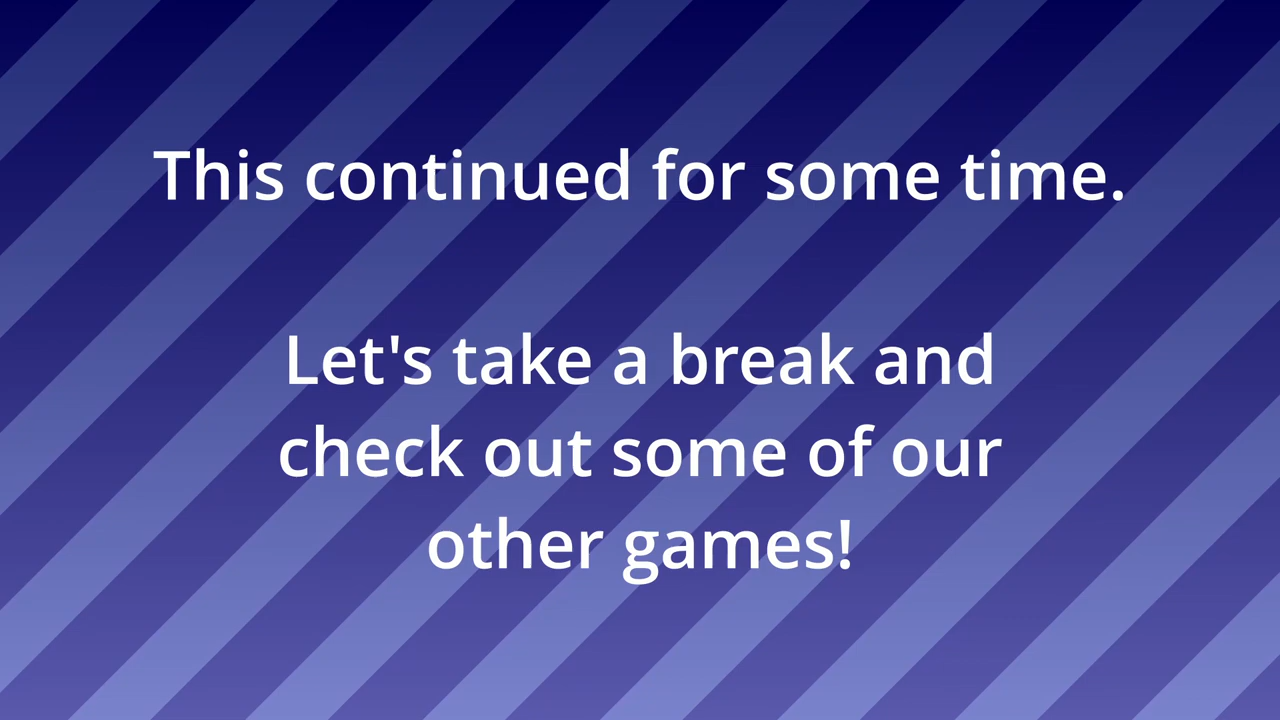 This continued for some time.
Let's take a break and
check out some of our
other games!